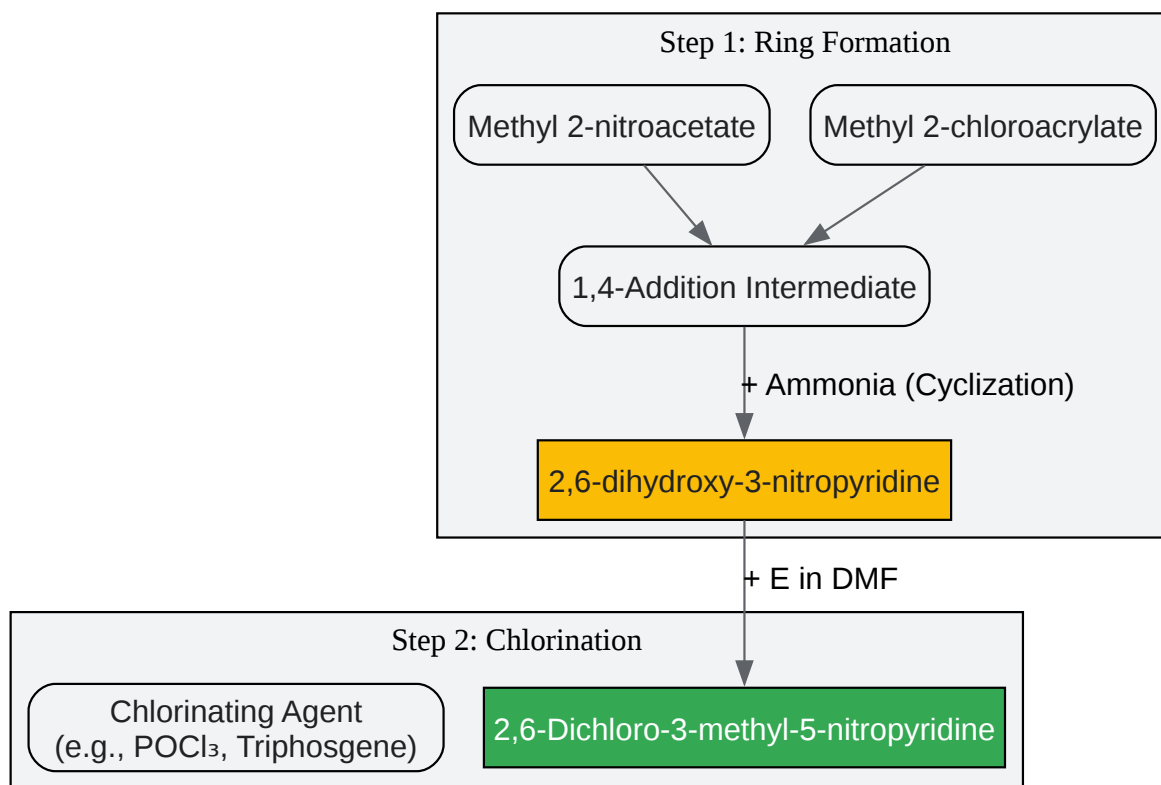 Step 1: Ring Formation
Methyl 2-nitroacetate
Methyl 2-chloroacrylate
1,4-Addition Intermediate
+ Ammonia (Cyclization)
2,6-dihydroxy-3-nitropyridine
+ E in DMF
Step 2: Chlorination
Chlorinating Agent
(e.g., POCl₃, Triphosgene)
2,6-Dichloro-3-methyl-5-nitropyridine